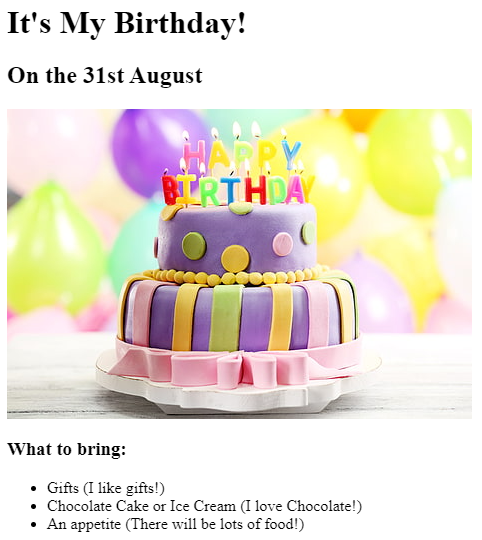 It's My Birthday!
On the 31st August
HAPPY
BIRTHDAY
What to bring:
Gifts (I like gifts!)
Chocolate Cake or Ice Cream (I love Chocolate!)
An appetite (There will be lots of food!)